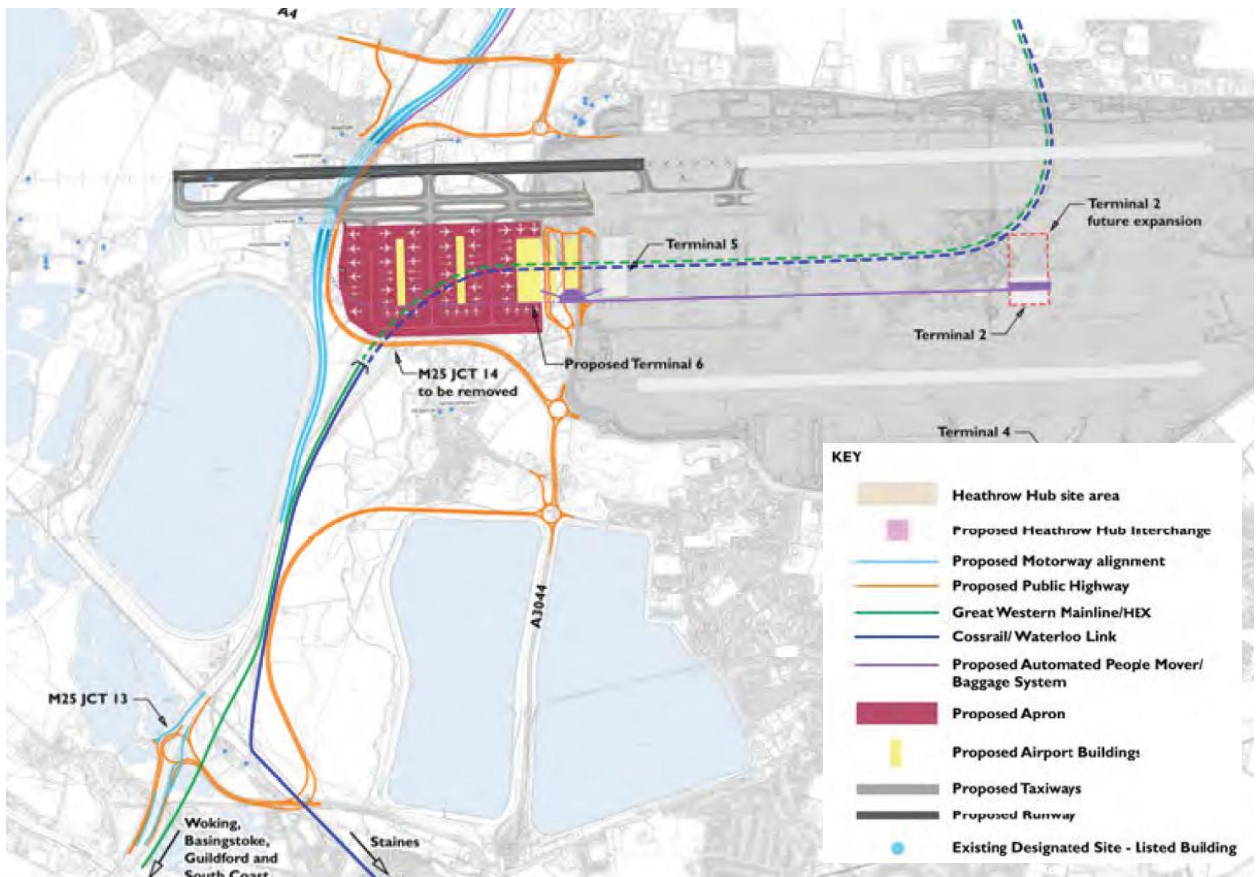 A4
Terminal 2
future expansion
Terminal 5
Terminal 2
Proposed Terminal 6
M25 JCT 14
to be removed
Terminal 4
A3044
M25 JCT 13
Woking,
Basingstoke,
Guildford and
South Coast
Staines
KEY
Heathrow Hub site area
Proposed Heathrow Hub Interchange
Proposed Motorway alignment
Proposed Public Highway
Great Western Mainline/HEX
Cossrail/ Waterloo Link
Proposed Automated People Mover/
Baggage System
Proposed Apron
Proposed Airport Buildings
Proposed Taxiways
Proposed Runway
Existing Designated Site - Listed Building